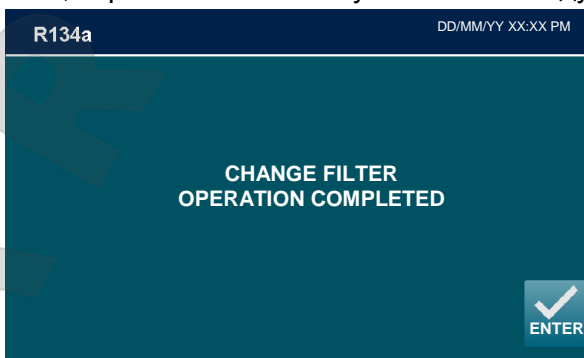 R134a
DD/MM/YY XX:XX PM
CHANGE FILTER
OPERATION COMPLETED
ENTER